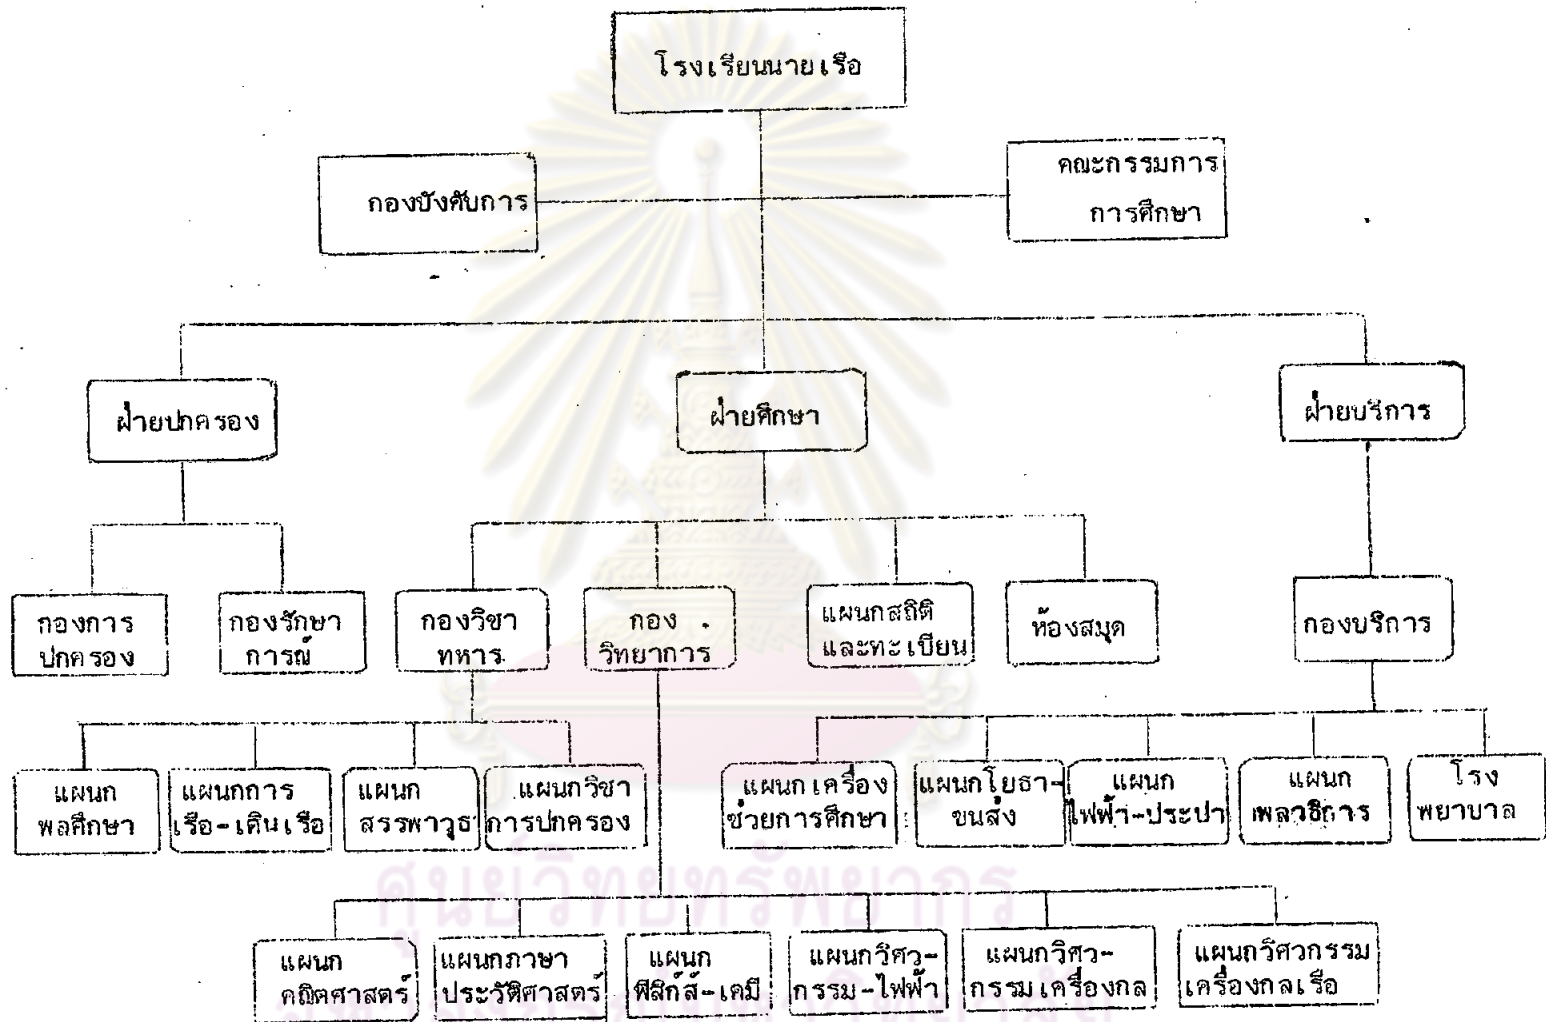 โรงเรียนนายเรือ
กองบังคับการ
คณะกรรมการ
การศึกษา
ฝ่ายปกครอง
ฝ่ายศึกษา
ฝ่ายบริการ
กองการ
ปกครอง
กองรักษา
การณ์
กองวิชา
ทหาร
กอง
วิทยาการ
แผนกสถิติ
และทะเบียน
ห้องสมุด
กองบริการ
แผนก
พลศึกษา
แผนกการ
เรือ-เดินเรือ
แผนก
สรรพาวุธ
แผนกวิชา
การปกครอง
แผนกเครื่อง
ช่วยการศึกษา
แผนกโยธา-
ขนส่ง
แผนก
ไฟฟ้า-ประปา
แผนก
พลาธิการ
โรง
พยาบาล
แผนก
คณิตศาสตร์
แผนกภาษา
ประวัติศาสตร์
แผนก
ฟิสิกส์-เคมี
แผนกวิศว-
กรรม-ไฟฟ้า
แผนกวิศว-
กรรมเครื่องกล
แผนกวิศวกรรม
เครื่องกลเรือ
ศูนย์วิทยทรัพยากร